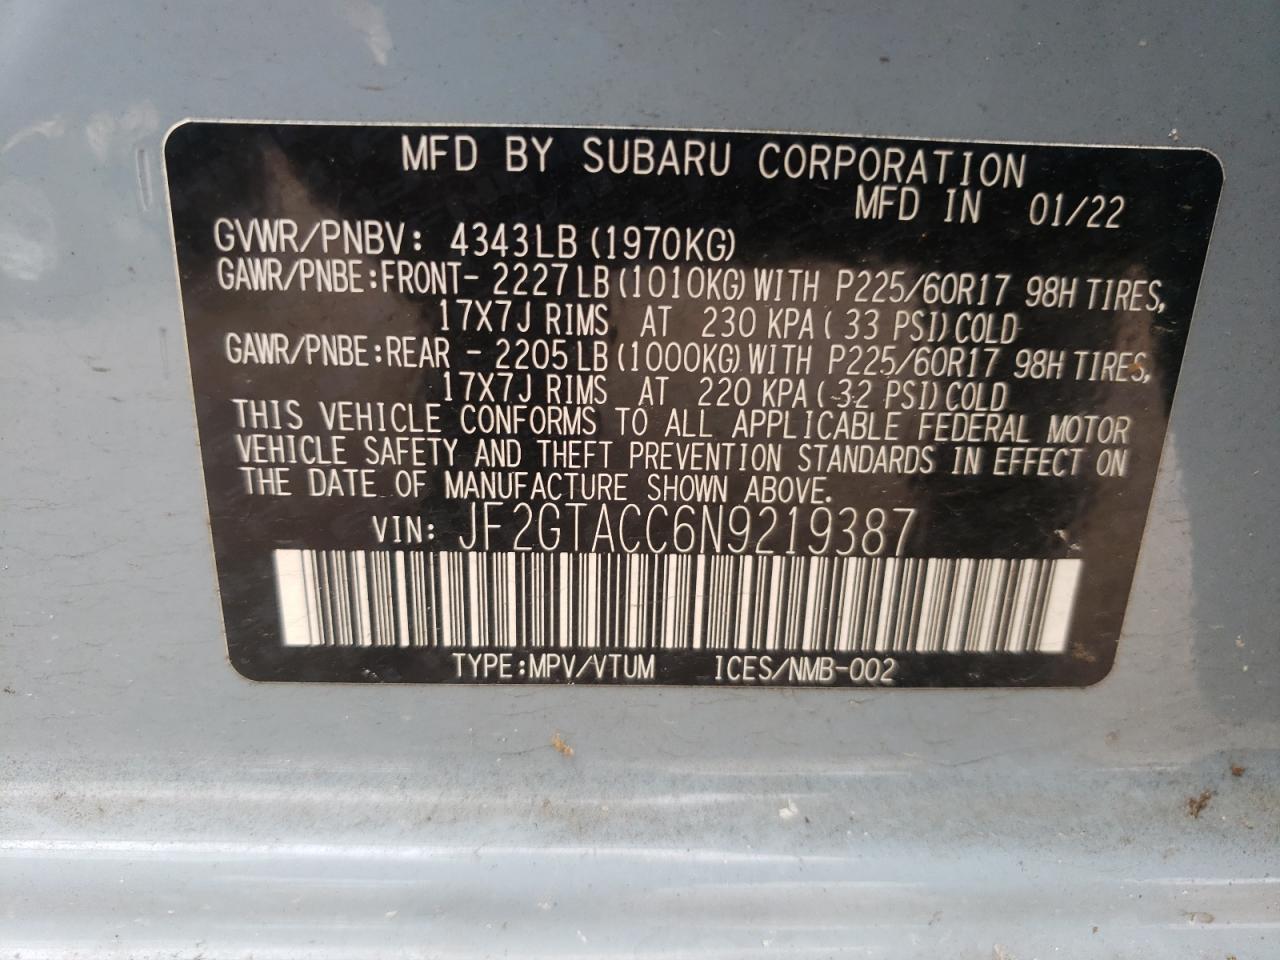 MFD BY SUBARU CORPORATION
MFD IN 01/22
GVWR/PNBV: 4343LB (1970KG)
GAWR/PNBE:FRONT- 2227LB (1010KG) WITH P225/60R17 98H TIRES,
17X7J RIMS AT 230 KPA ( 33 PSI) COLD
GAWR/PNBE:REAR - 2205LB (1000KG) WITH P225/60R17 98H TIRES,
17X7J RIMS AT 220 KPA ( 32 PSI) COLD
THIS VEHICLE CONFORMS TO ALL APPLICABLE FEDERAL MOTOR
VEHICLE SAFETY AND THEFT PREVENTION STANDARDS IN EFFECT ON
THE DATE OF MANUFACTURE SHOWN ABOVE.
VIN: JF2GTACC6N9219387
TYPE:MPV/VTUM ICES/NMB-002